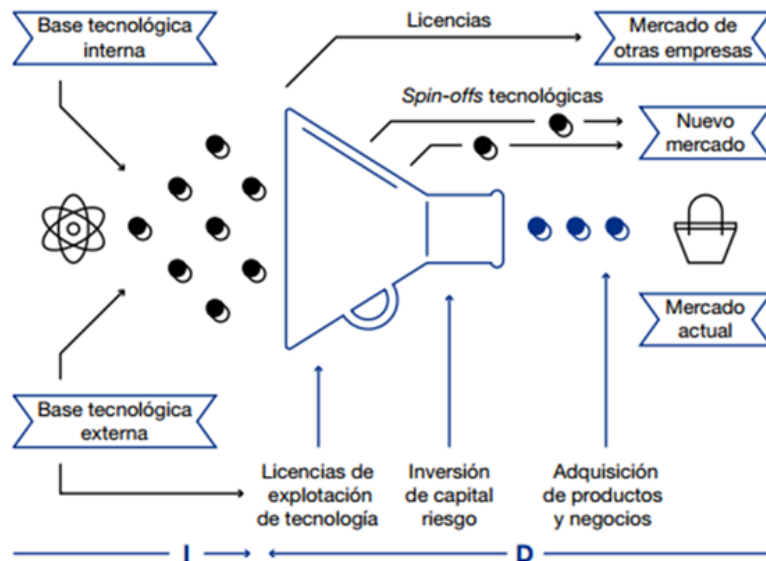 Base tecnológica
interna
Licencias
Mercado de
otras empresas
Spin-offs tecnológicas
Nuevo
mercado
Mercado
actual
Base tecnológica
externa
Licencias de
explotación
de tecnología
Inversión
de capital
riesgo
Adquisición
de productos
y negocios
I
D